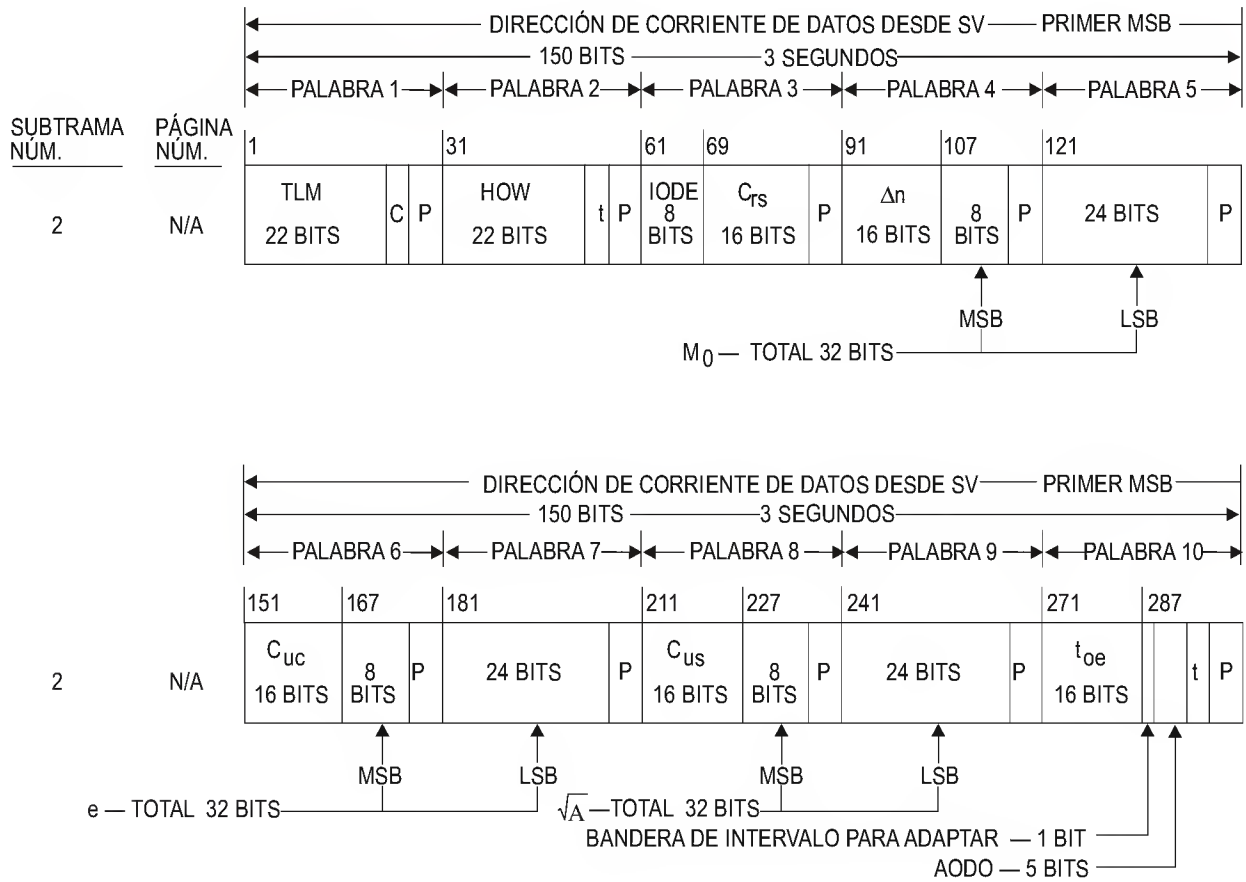 DIRECCIÓN DE CORRIENTE DE DATOS DESDE SV — PRIMER MSB
150 BITS — 3 SEGUNDOS
PALABRA 1 PALABRA 2 PALABRA 3 PALABRA 4 PALABRA 5
SUBTRAMA NÚM. PÁGINA NÚM.
1 31 61 69 91 107 121
2 N/A
TLM 22 BITS C P HOW 22 BITS t P IODE 8 BITS Crs 16 BITS P Δn 16 BITS 8 BITS P 24 BITS P
MSB LSB
M0 — TOTAL 32 BITS
DIRECCIÓN DE CORRIENTE DE DATOS DESDE SV — PRIMER MSB
150 BITS — 3 SEGUNDOS
PALABRA 6 PALABRA 7 PALABRA 8 PALABRA 9 PALABRA 10
151 167 181 211 227 241 271 287
2 N/A
Cuc 16 BITS 8 BITS P 24 BITS P Cus 16 BITS 8 BITS P 24 BITS P toe 16 BITS t P
MSB LSB MSB LSB
e — TOTAL 32 BITS √A — TOTAL 32 BITS
BANDERA DE INTERVALO PARA ADAPTAR — 1 BIT
AODO — 5 BITS